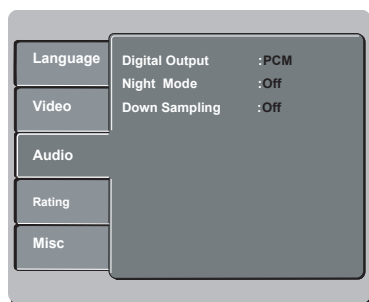 Language
Video
Audio
Rating
Misc
Digital Output :PCM
Night Mode :Off
Down Sampling :Off